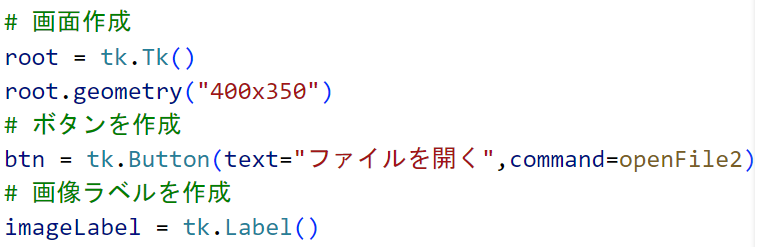 # 画面作成
root = tk.Tk()
root.geometry("400x350")
# ボタンを作成
btn = tk.Button(text="ファイルを開く",command=openFile2)
# 画像ラベルを作成
imageLabel = tk.Label()